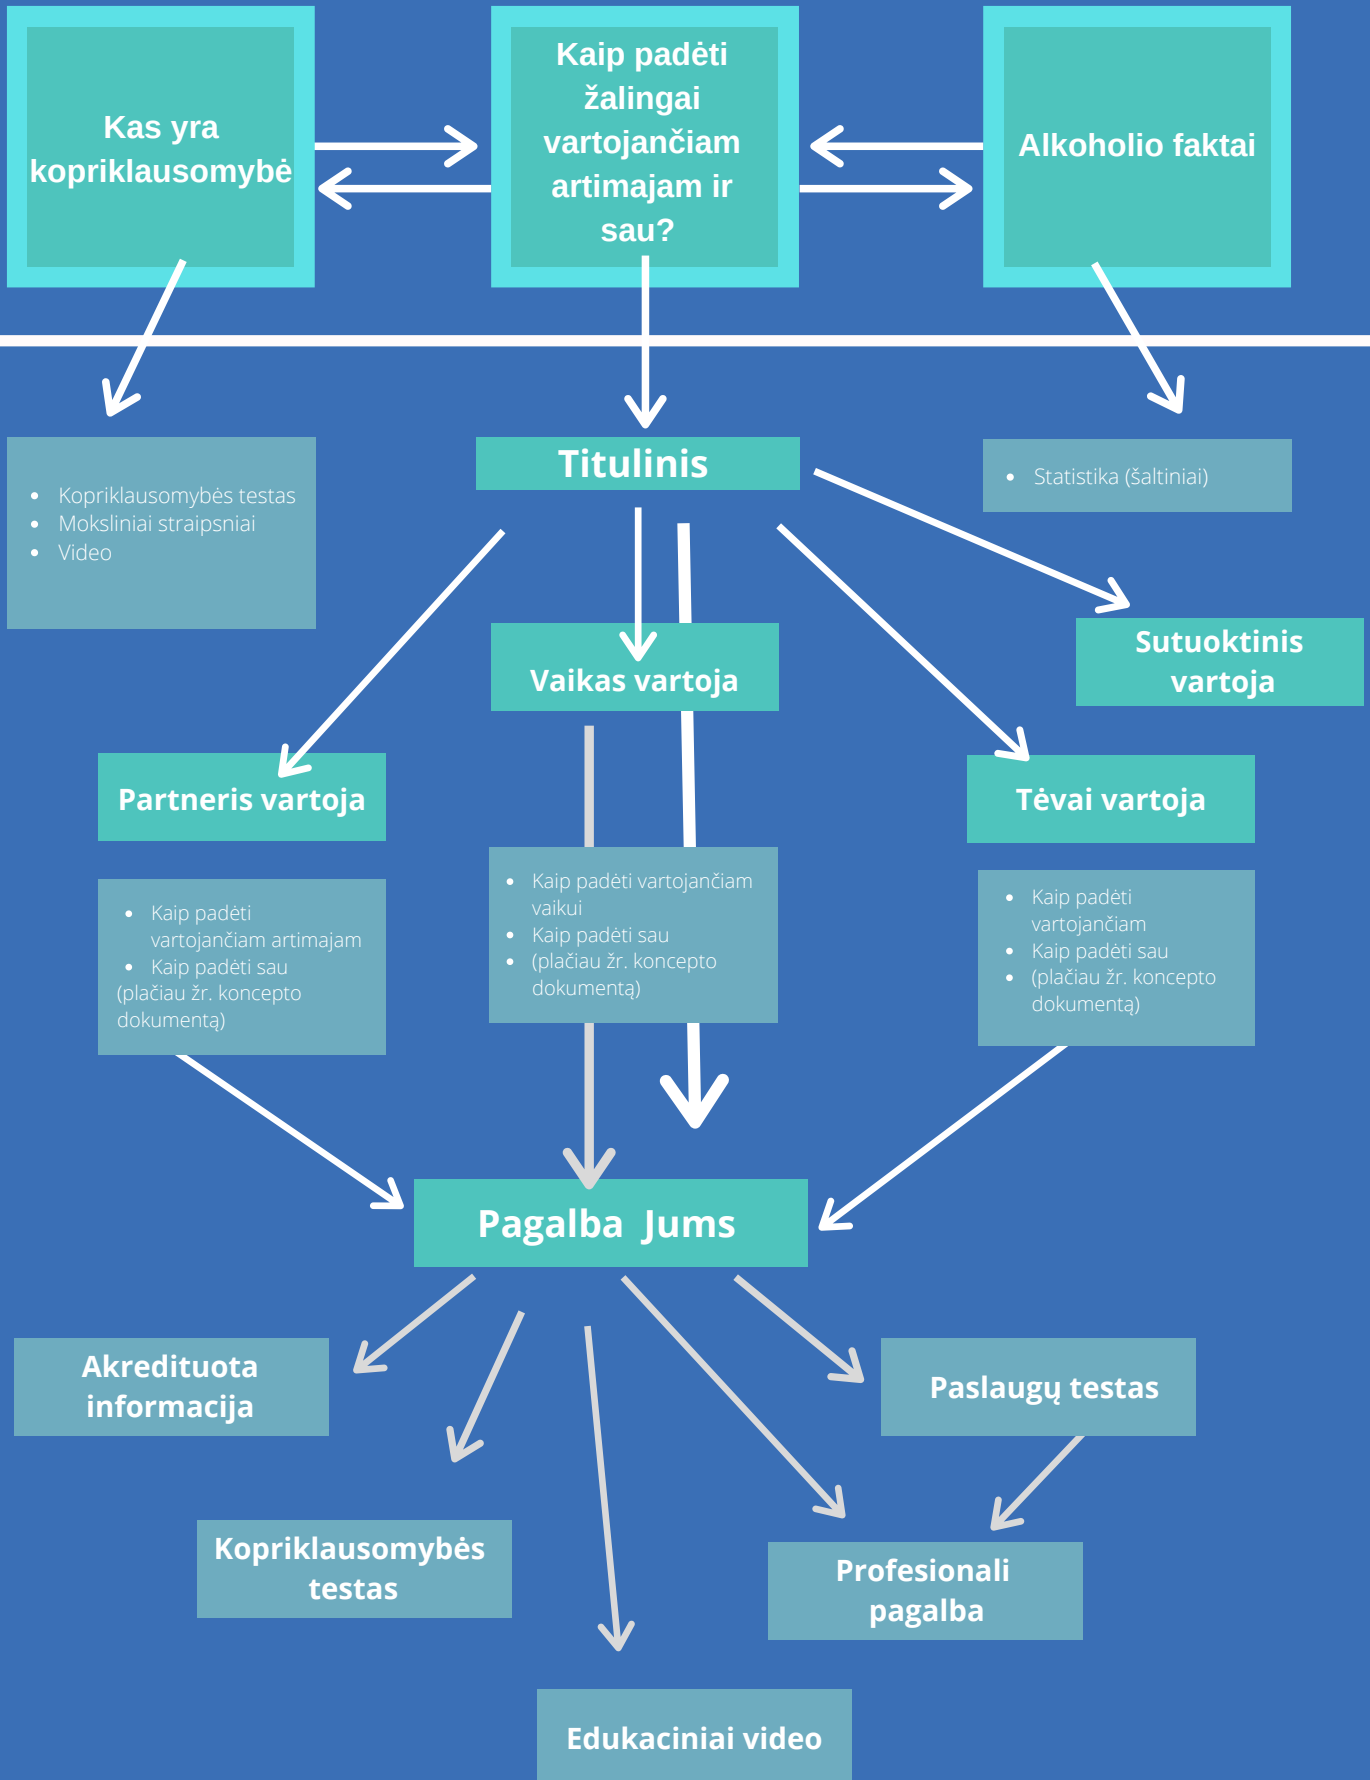 Kas yra
kopriklausomybė
Kaip padėti
žalingai
vartojančiam
artimajam ir
sau?
Alkoholio faktai
• Kopriklausomybės testas
• Moksliniai straipsniai
• Video
Titulinis
• Statistika (šaltiniai)
Vaikas vartoja
Sutuoktinis
vartoja
Partneris vartoja
Tėvai vartoja
• Kaip padėti
vartojančiam artimajam
• Kaip padėti sau
(plačiau žr. koncepto
dokumentą)
• Kaip padėti vartojančiam
vaikui
• Kaip padėti sau
• (plačiau žr. koncepto
dokumentą)
• Kaip padėti
vartojančiam
• Kaip padėti sau
• (plačiau žr. koncepto
dokumentą)
Pagalba Jums
Akredituota
informacija
Paslaugų testas
Kopriklausomybės
testas
Profesionali
pagalba
Edukaciniai video